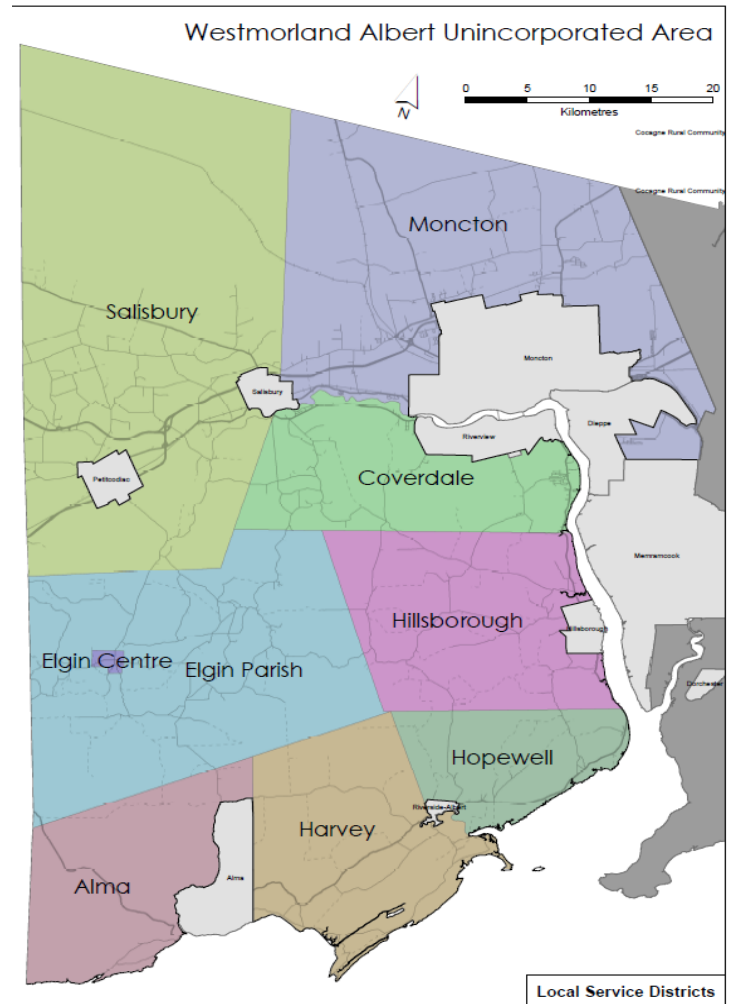 Westmorland Albert Unincorporated Area
0 5 10 15 20
Kilometres
N
Cocagne Rural Community
Cocagne Rural Community
Moncton
Salisbury
Moncton
Salisbury
Dieppe
Riverview
Coverdale
Petitcodiac
Memramcook
Hillsborough
Hillsborough
Elgin Centre
Elgin Parish
Dorchester
Hopewell
Riverside-Albert
Harvey
Alma
Alma
Local Service Districts